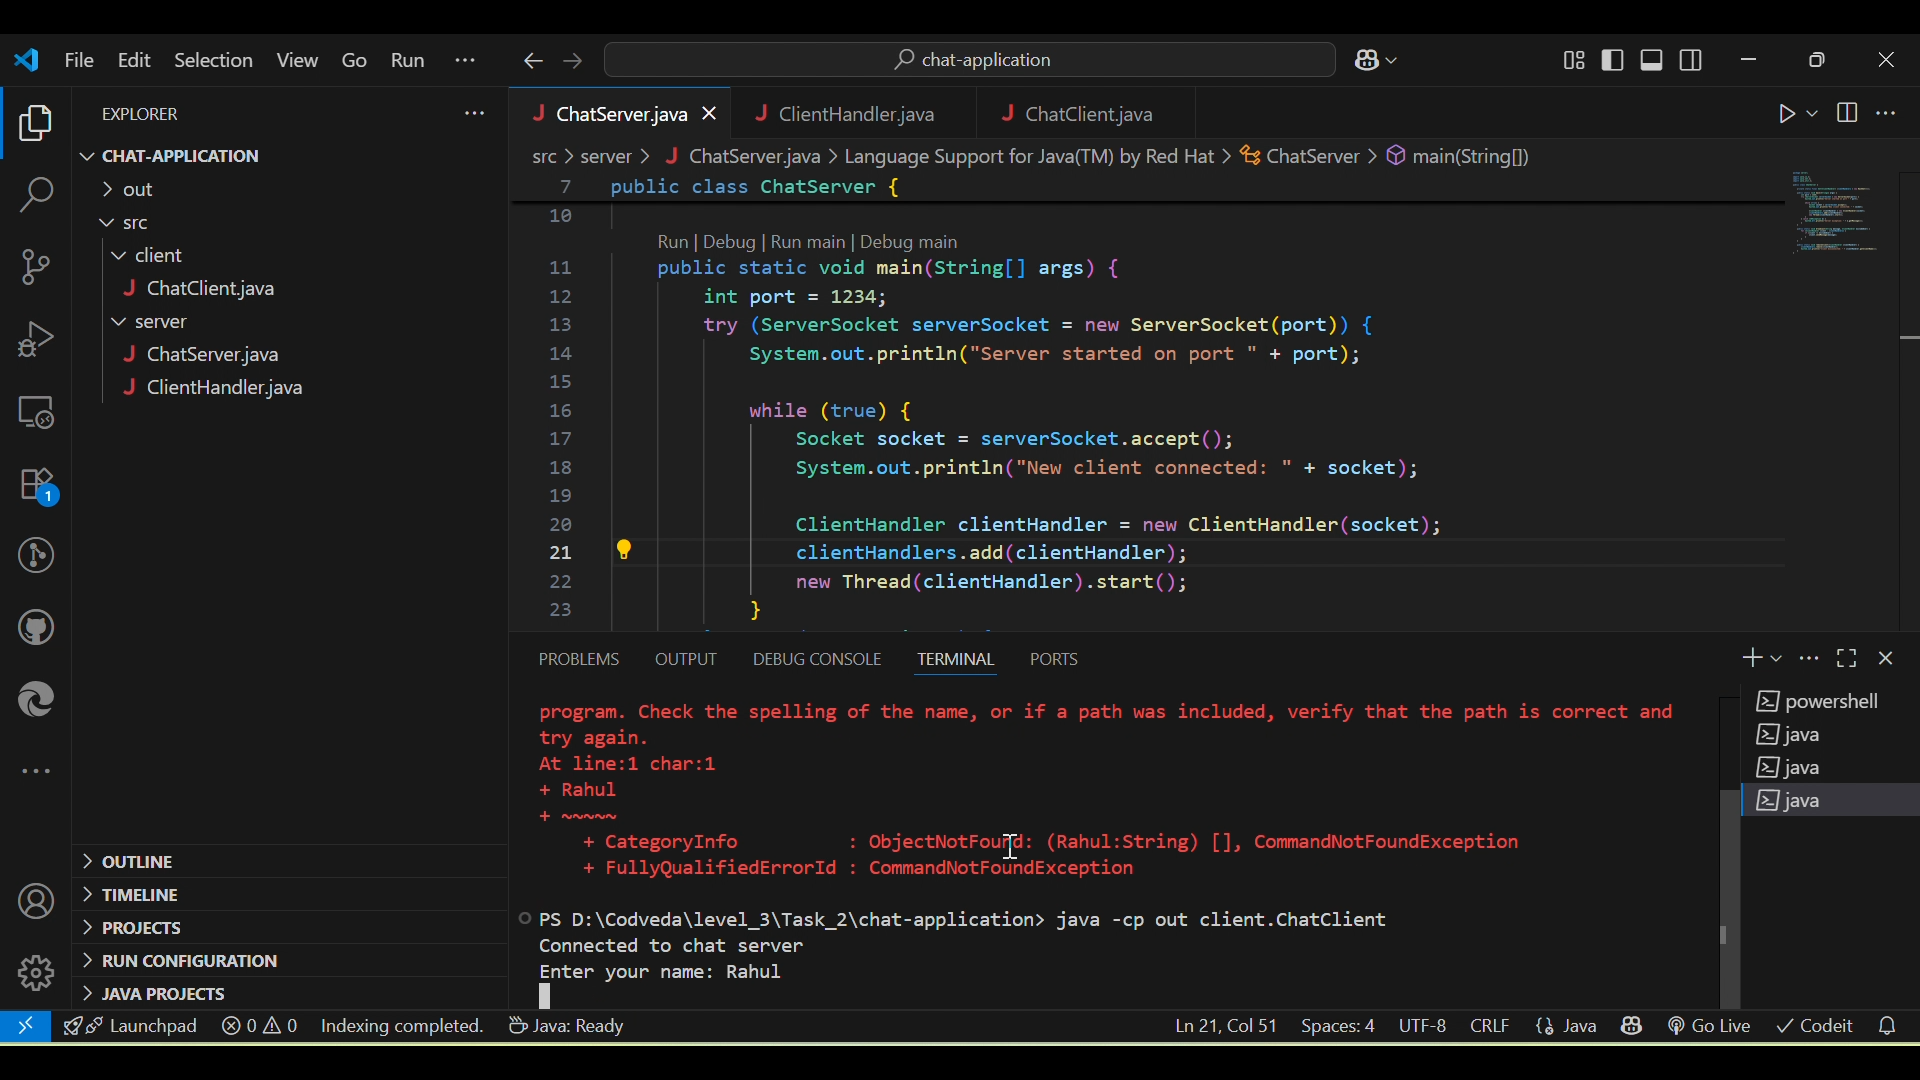 File Edit Selection View Go Run ··· chat-application
EXPLORER
CHAT-APPLICATION
out
src
client
J ChatClient.java
server
J ChatServer.java
J ClientHandler.java
OUTLINE
TIMELINE
PROJECTS
RUN CONFIGURATION
JAVA PROJECTS
1
J ChatServer.java J ClientHandler.java J ChatClient.java
src > server > J ChatServer.java > Language Support for Java(TM) by Red Hat > ChatServer > main(String[])
7 public class ChatServer {
10
Run | Debug | Run main | Debug main
11 public static void main(String[] args) {
12 int port = 1234;
13 try (ServerSocket serverSocket = new ServerSocket(port)) {
14 System.out.println("Server started on port " + port);
15
16 while (true) {
17 Socket socket = serverSocket.accept();
18 System.out.println("New client connected: " + socket);
19
20 ClientHandler clientHandler = new ClientHandler(socket);
21 clientHandlers.add(clientHandler);
22 new Thread(clientHandler).start();
23 }
PROBLEMS OUTPUT DEBUG CONSOLE TERMINAL PORTS
program. Check the spelling of the name, or if a path was included, verify that the path is correct and
try again.
At line:1 char:1
+ Rahul
+ ~~~~~
+ CategoryInfo : ObjectNotFound: (Rahul:String) [], CommandNotFoundException
+ FullyQualifiedErrorId : CommandNotFoundException
PS D:\Codveda\level_3\Task_2\chat-application> java -cp out client.ChatClient
Connected to chat server
Enter your name: Rahul
powershell
java
java
java
Launchpad 0 0 Indexing completed. Java: Ready Ln 21, Col 51 Spaces: 4 UTF-8 CRLF Java Go Live Codeit